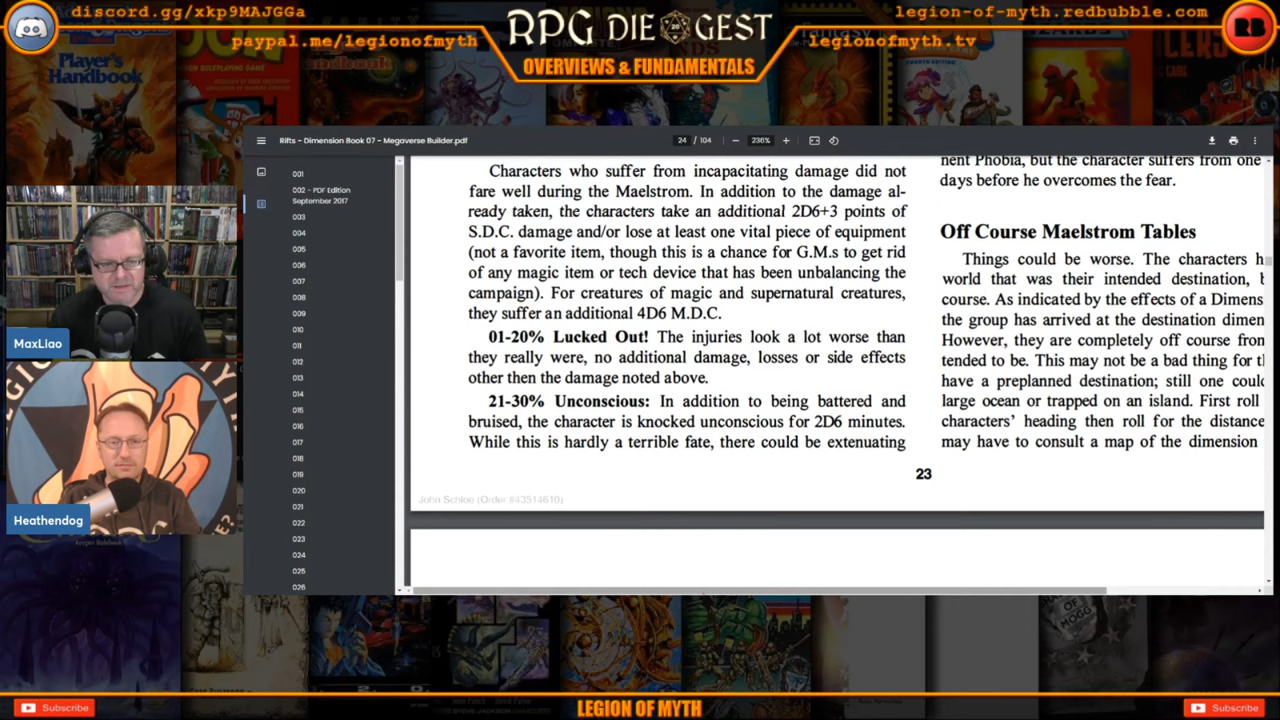 discord.gg/xkp9MAJGGa
paypal.me/legionofmyth
RPG DIE GEST
OVERVIEWS & FUNDAMENTALS
legion-of-myth.redbubble.com
legionofmyth.tv
Player's
Handbook
Rifts - Dimension Book 07 - Megaverse Builder.pdf
24 / 104
236%
001
002 - PDF Edition
September 2017
003
004
005
006
007
008
009
010
011
012
013
014
015
016
017
018
019
020
021
022
023
024
025
026
Characters who suffer from incapacitating damage did not
fare well during the Maelstrom. In addition to the damage al-
ready taken, the characters take an additional 2D6+3 points of
S.D.C. damage and/or lose at least one vital piece of equipment
(not a favorite item, though this is a chance for G.M.s to get rid
of any magic item or tech device that has been unbalancing the
campaign). For creatures of magic and supernatural creatures,
they suffer an additional 4D6 M.D.C.
01-20% Lucked Out! The injuries look a lot worse than
they really were, no additional damage, losses or side effects
other then the damage noted above.
21-30% Unconscious: In addition to being battered and
bruised, the character is knocked unconscious for 2D6 minutes.
While this is hardly a terrible fate, there could be extenuating
nent Phobia, but the character suffers from one
days before he overcomes the fear.
Off Course Maelstrom Tables
Things could be worse. The characters h
world that was their intended destination,
course. As indicated by the effects of a Dimens
the group has arrived at the destination dimen
However, they are completely off course from
tended to be. This may not be a bad thing for t
have a preplanned destination; still one could
large ocean or trapped on an island. First roll
characters' heading then roll for the distance
may have to consult a map of the dimension
23
John Schloe (Order #43514610)
MaxLiao
Heathendog
Subscribe
LEGION OF MYTH
Subscribe